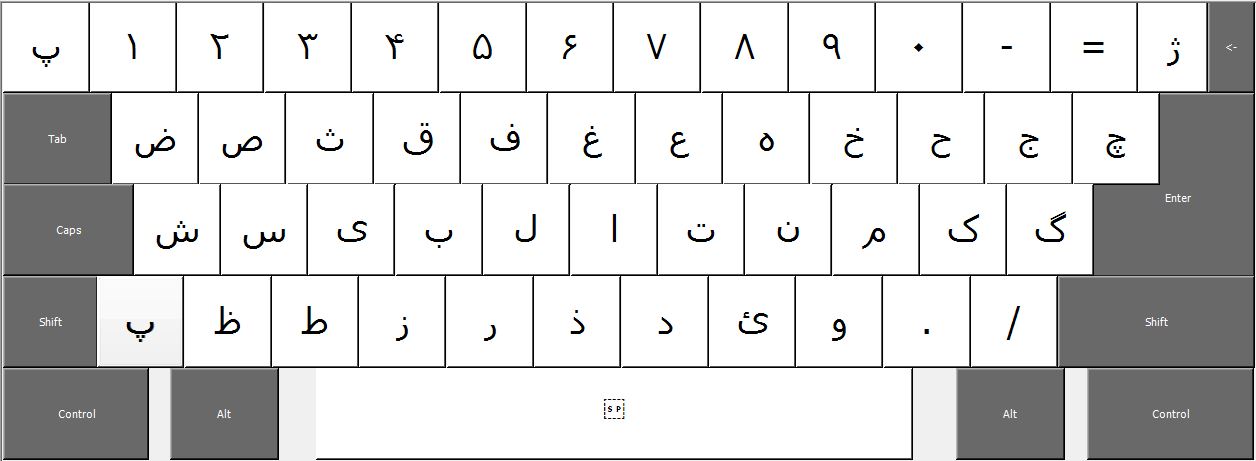 پ ۱ ۲ ۳ ۴ ۵ ۶ ۷ ۸ ۹ ۰ - = ژ <-
Tab ض ص ث ق ف غ ع ه خ ح ج چ
Caps ش س ی ب ل ا ت ن م ک گ Enter
Shift پ ظ ط ز ر ذ د ئ و . / Shift
Control Alt SP Alt Control